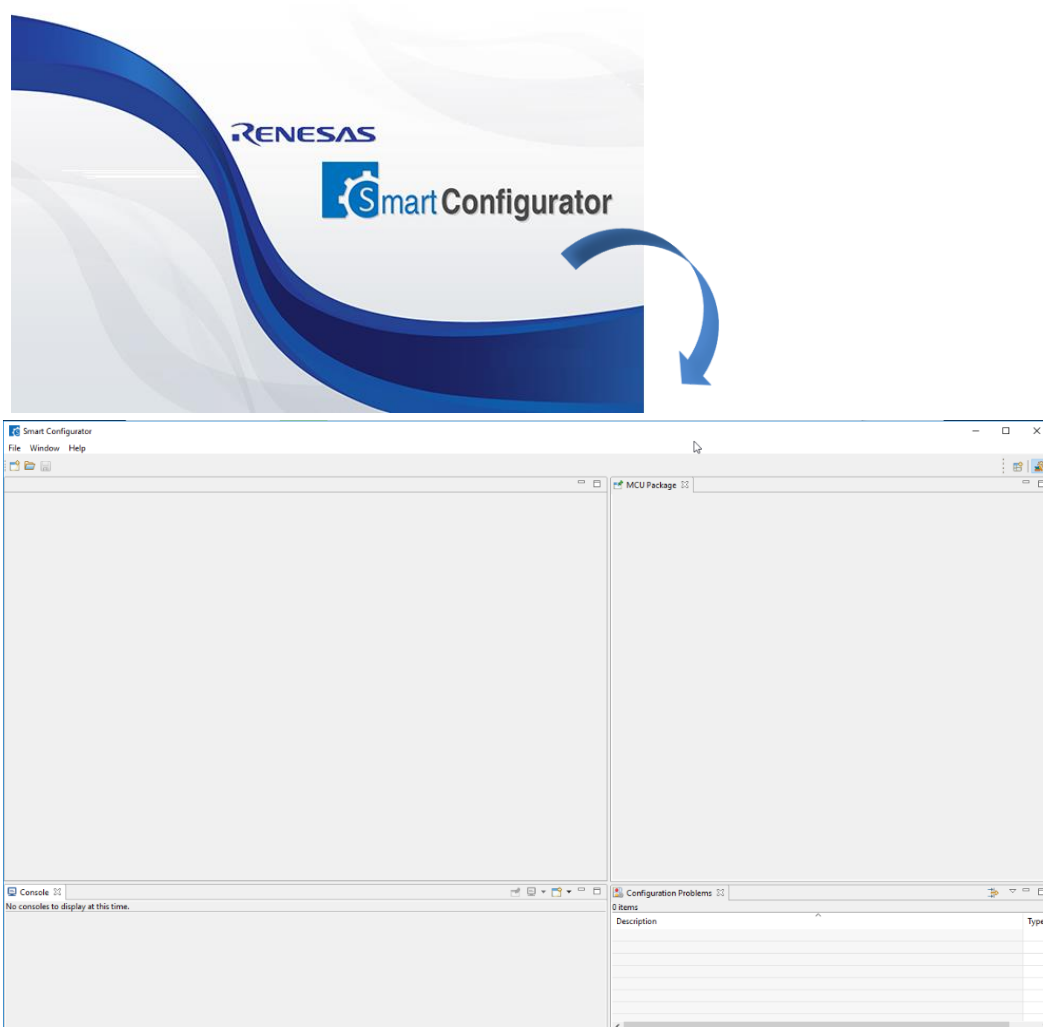 RENESAS
Smart Configurator
Smart Configurator
File Window Help
MCU Package
Console
No consoles to display at this time.
Configuration Problems
0 items
Description
Type